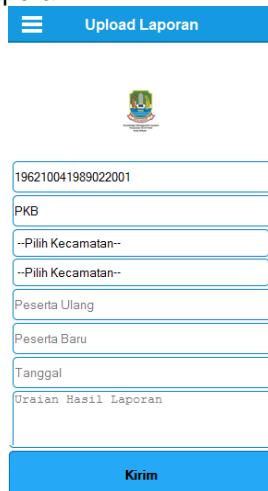 Upload Laporan
196210041989022001
PKB
--Pilih Kecamatan--
--Pilih Kecamatan--
Peserta Ulang
Peserta Baru
Tanggal
Uraian Hasil Laporan
Kirim